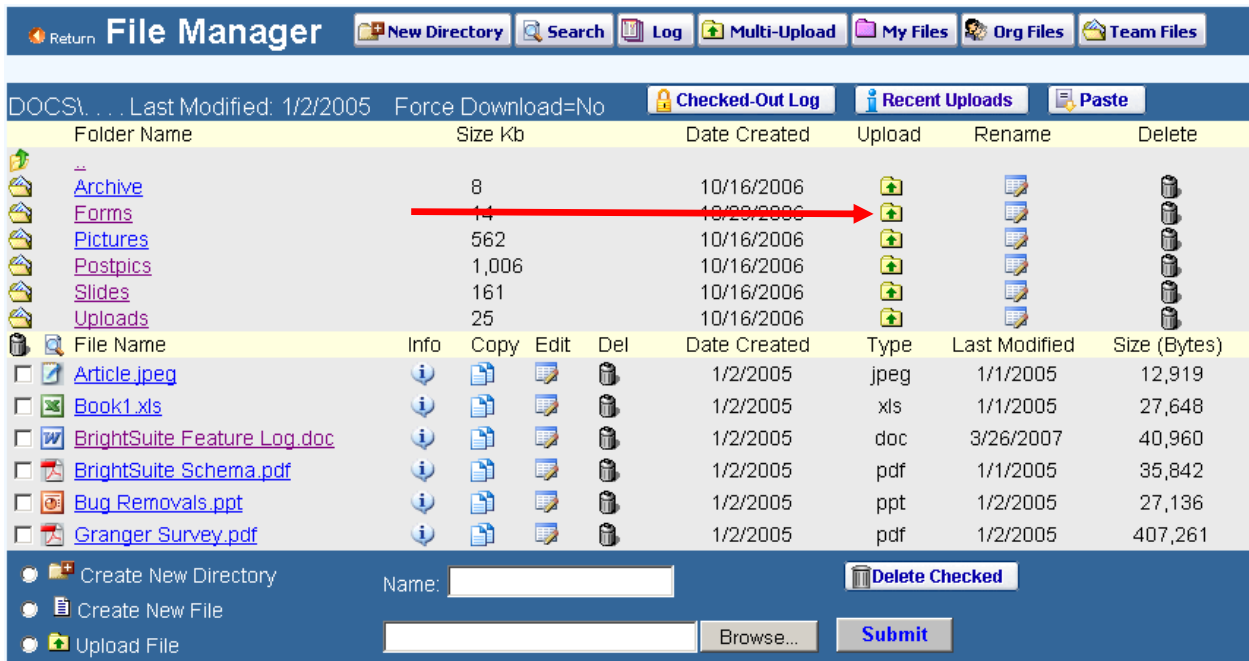 Return File Manager New Directory Search Log Multi-Upload My Files Org Files Team Files
DOCS\. . . . Last Modified: 1/2/2005 Force Download=No Checked-Out Log Recent Uploads Paste
Folder Name Size Kb Date Created Upload Rename Delete
..
Archive 8 10/16/2006
Forms 14
Pictures 562 10/16/2006
Postpics 1,006 10/16/2006
Slides 161 10/16/2006
Uploads 25 10/16/2006
File Name Info Copy Edit Del Date Created Type Last Modified Size (Bytes)
Article.jpeg 1/2/2005 jpeg 1/1/2005 12,919
Book1.xls 1/2/2005 xls 1/1/2005 27,648
BrightSuite Feature Log.doc 1/2/2005 doc 3/26/2007 40,960
BrightSuite Schema.pdf 1/2/2005 pdf 1/1/2005 35,842
Bug Removals.ppt 1/2/2005 ppt 1/2/2005 27,136
Granger Survey.pdf 1/2/2005 pdf 1/2/2005 407,261
Create New Directory Name: Delete Checked
Create New File
Upload File Browse... Submit